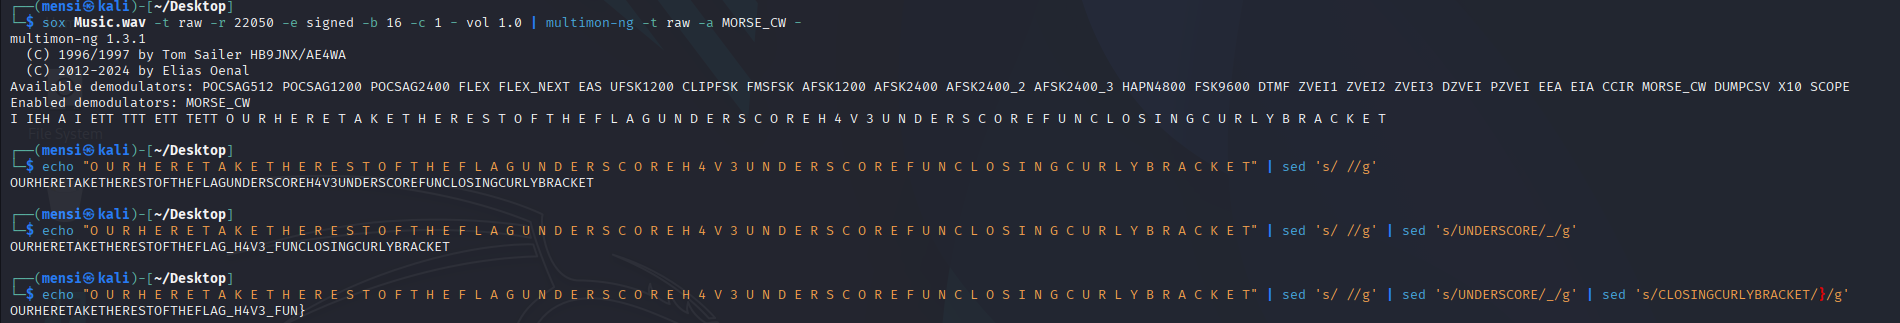 ┌──(mensi㉿kali)-[~/Desktop]
└─$ sox Music.wav -t raw -r 22050 -e signed -b 16 -c 1 - vol 1.0 | multimon-ng -t raw -a MORSE_CW -
multimon-ng 1.3.1
  (C) 1996/1997 by Tom Sailer HB9JNX/AE4WA
  (C) 2012-2024 by Elias Oenal
Available demodulators: POCSAG512 POCSAG1200 POCSAG2400 FLEX FLEX_NEXT EAS UFSK1200 CLIPFSK FMSFSK AFSK1200 AFSK2400 AFSK2400_2 AFSK2400_3 HAPN4800 FSK9600 DTMF ZVEI1 ZVEI2 ZVEI3 DZVEI PZVEI EEA EIA CCIR MORSE_CW DUMPCSV X10 SCOPE
Enabled demodulators: MORSE_CW
I IEH A I ETT TTT ETT TETT O U R H E R E T A K E T H E R E S T O F T H E F L A G U N D E R S C O R E H 4 V 3 U N D E R S C O R E F U N C L O S I N G C U R L Y B R A C K E T
File System
┌──(mensi㉿kali)-[~/Desktop]
└─$ echo "O U R H E R E T A K E T H E R E S T O F T H E F L A G U N D E R S C O R E H 4 V 3 U N D E R S C O R E F U N C L O S I N G C U R L Y B R A C K E T" | sed 's/ //g'
OURHERETAKETHERESTOFTHEFLAGUNDERSCOREH4V3UNDERSCOREFUNCLOSINGCURLYBRACKET
┌──(mensi㉿kali)-[~/Desktop]
└─$ echo "O U R H E R E T A K E T H E R E S T O F T H E F L A G U N D E R S C O R E H 4 V 3 U N D E R S C O R E F U N C L O S I N G C U R L Y B R A C K E T" | sed 's/ //g' | sed 's/UNDERSCORE/_/g'
OURHERETAKETHERESTOFTHEFLAG_H4V3_FUNCLOSINGCURLYBRACKET
┌──(mensi㉿kali)-[~/Desktop]
└─$ echo "O U R H E R E T A K E T H E R E S T O F T H E F L A G U N D E R S C O R E H 4 V 3 U N D E R S C O R E F U N C L O S I N G C U R L Y B R A C K E T" | sed 's/ //g' | sed 's/UNDERSCORE/_/g' | sed 's/CLOSINGCURLYBRACKET/}/g'
OURHERETAKETHERESTOFTHEFLAG_H4V3_FUN}